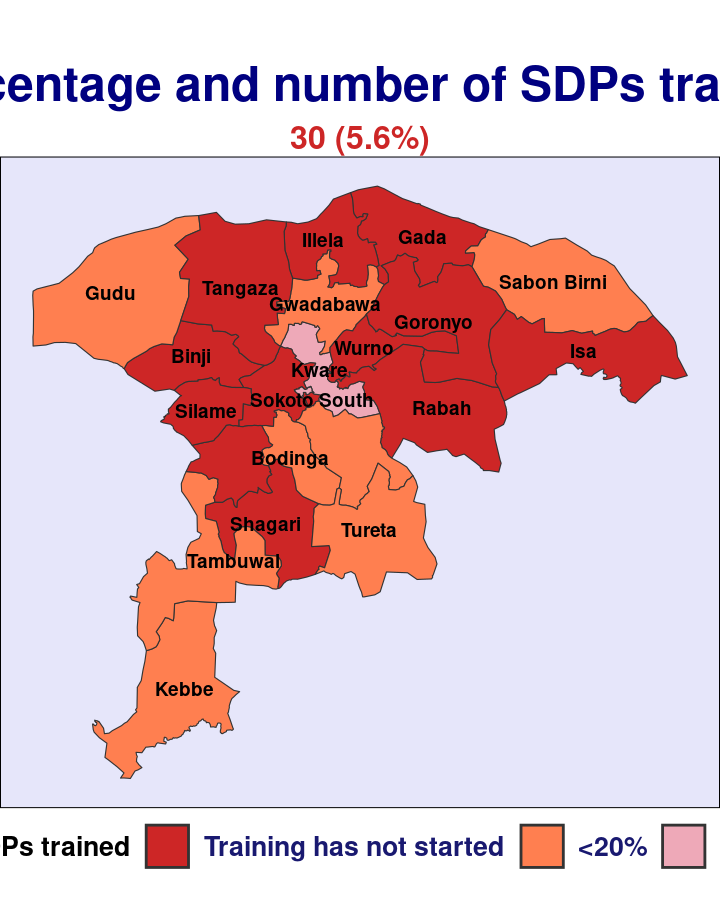 centage and number of SDPs tra
30 (5.6%)
Illela
Gada
Sabon Birni
Gudu
Tangaza
Gwadabawa
Goronyo
Binji
Wurno
Isa
Kware
Silame
Sokoto South
Rabah
Bodinga
Shagari
Tureta
Tambuwal
Kebbe
Ps trained Training has not started <20%